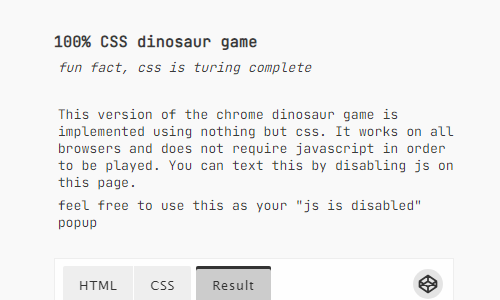 100% CSS dinosaur game
fun fact, css is turing complete
This version of the chrome dinosaur game is
implemented using nothing but css. It works on all
browsers and does not require javascript in order
to be played. You can text this by disabling js on
this page.
feel free to use this as your "js is disabled"
popup
HTML CSS Result